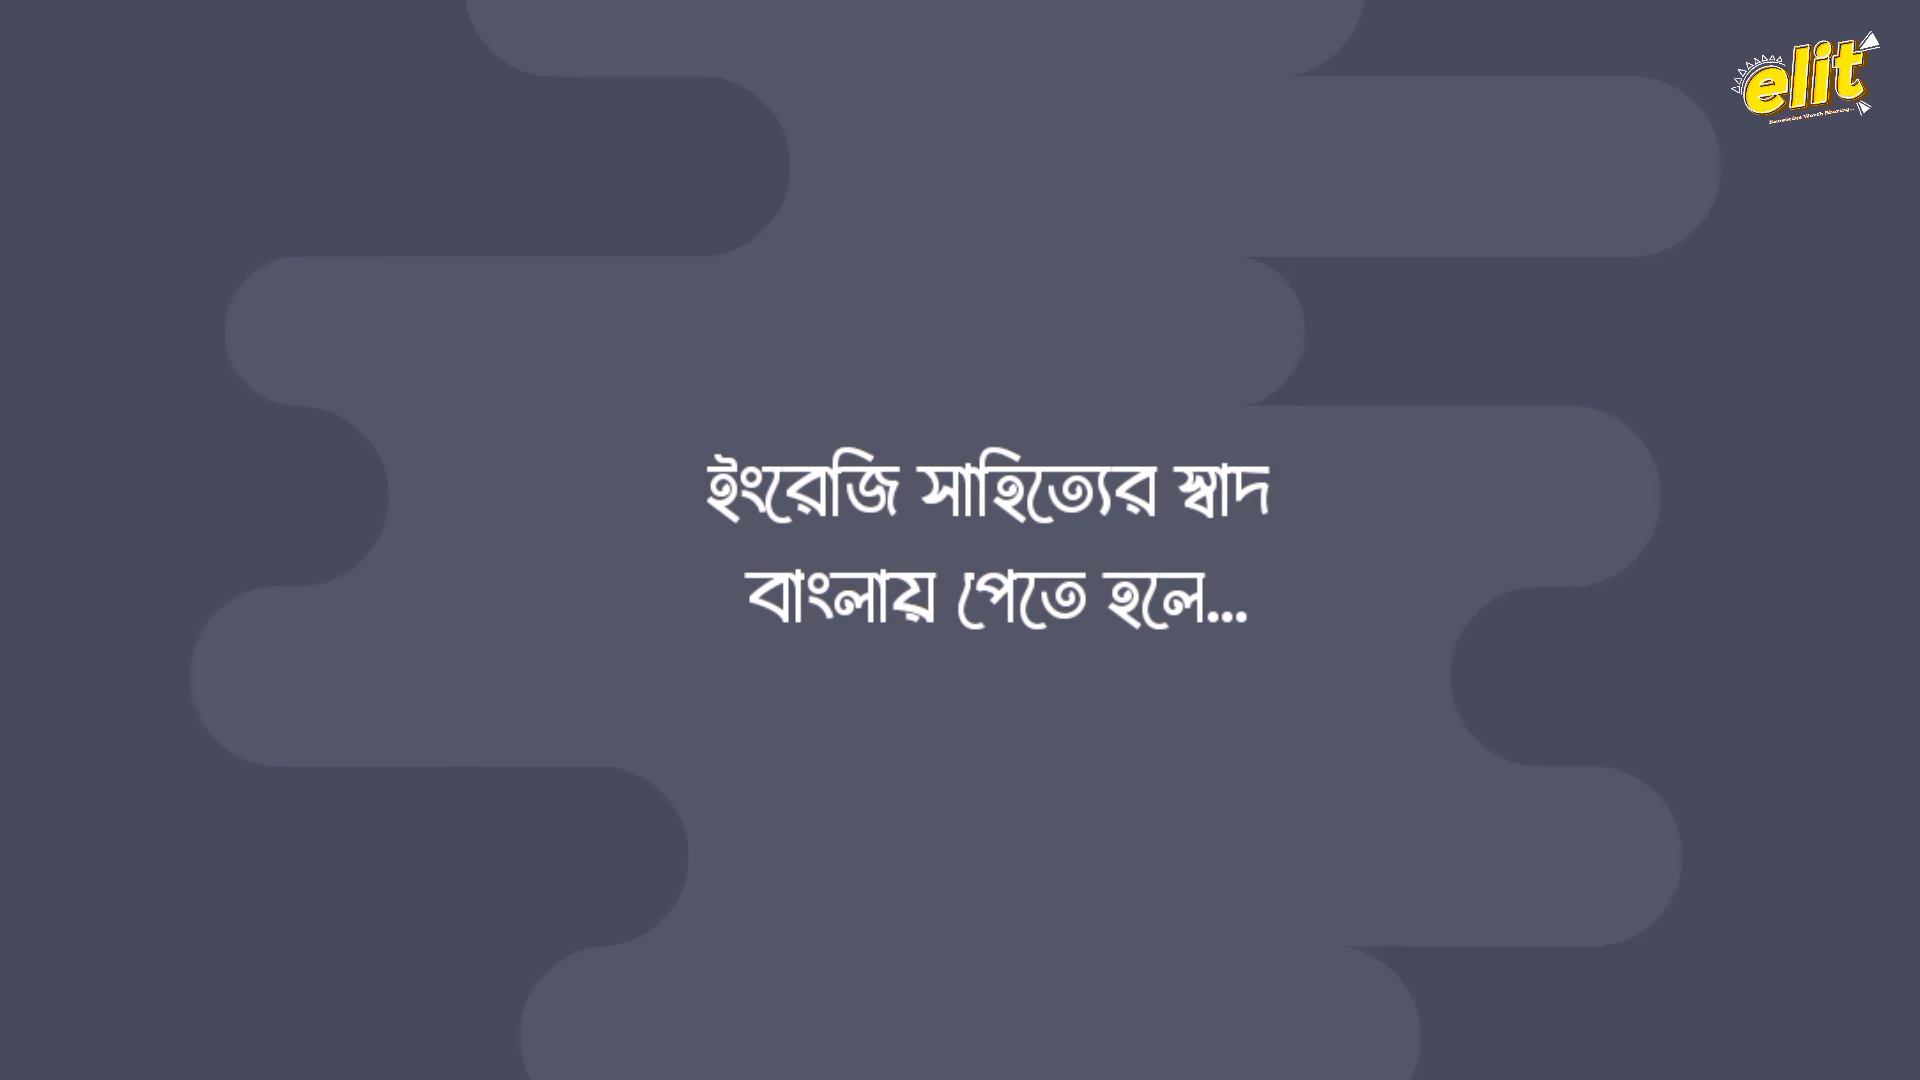 elit
ইংরেজি সাহিত্যের স্বাদ
বাংলায় পেতে হলে...